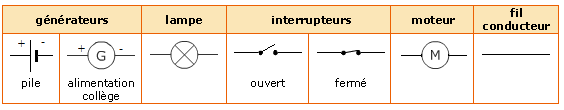 générateurs
lampe
interrupteurs
moteur
fil
conducteur
+ -
+ G -
M
pile
alimentation
collège
ouvert
fermé